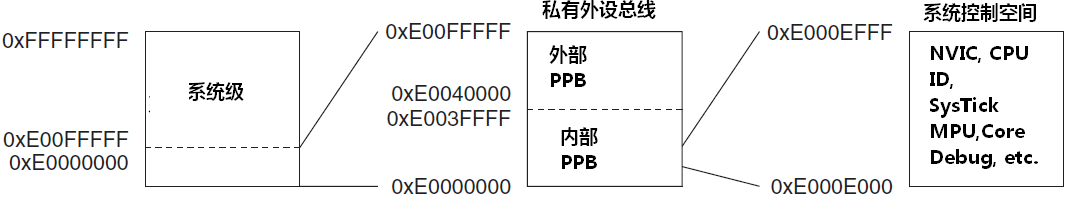 私有外设总线
系统控制空间
0xFFFFFFFF
系统级
0xE00FFFFF
0xE0000000
0xE00FFFFF
外部
PPB
0xE0040000
0xE003FFFF
内部
PPB
0xE0000000
0xE000EFFF
0xE000E000
NVIC, CPU
ID,
SysTick
MPU,Core
Debug, etc.